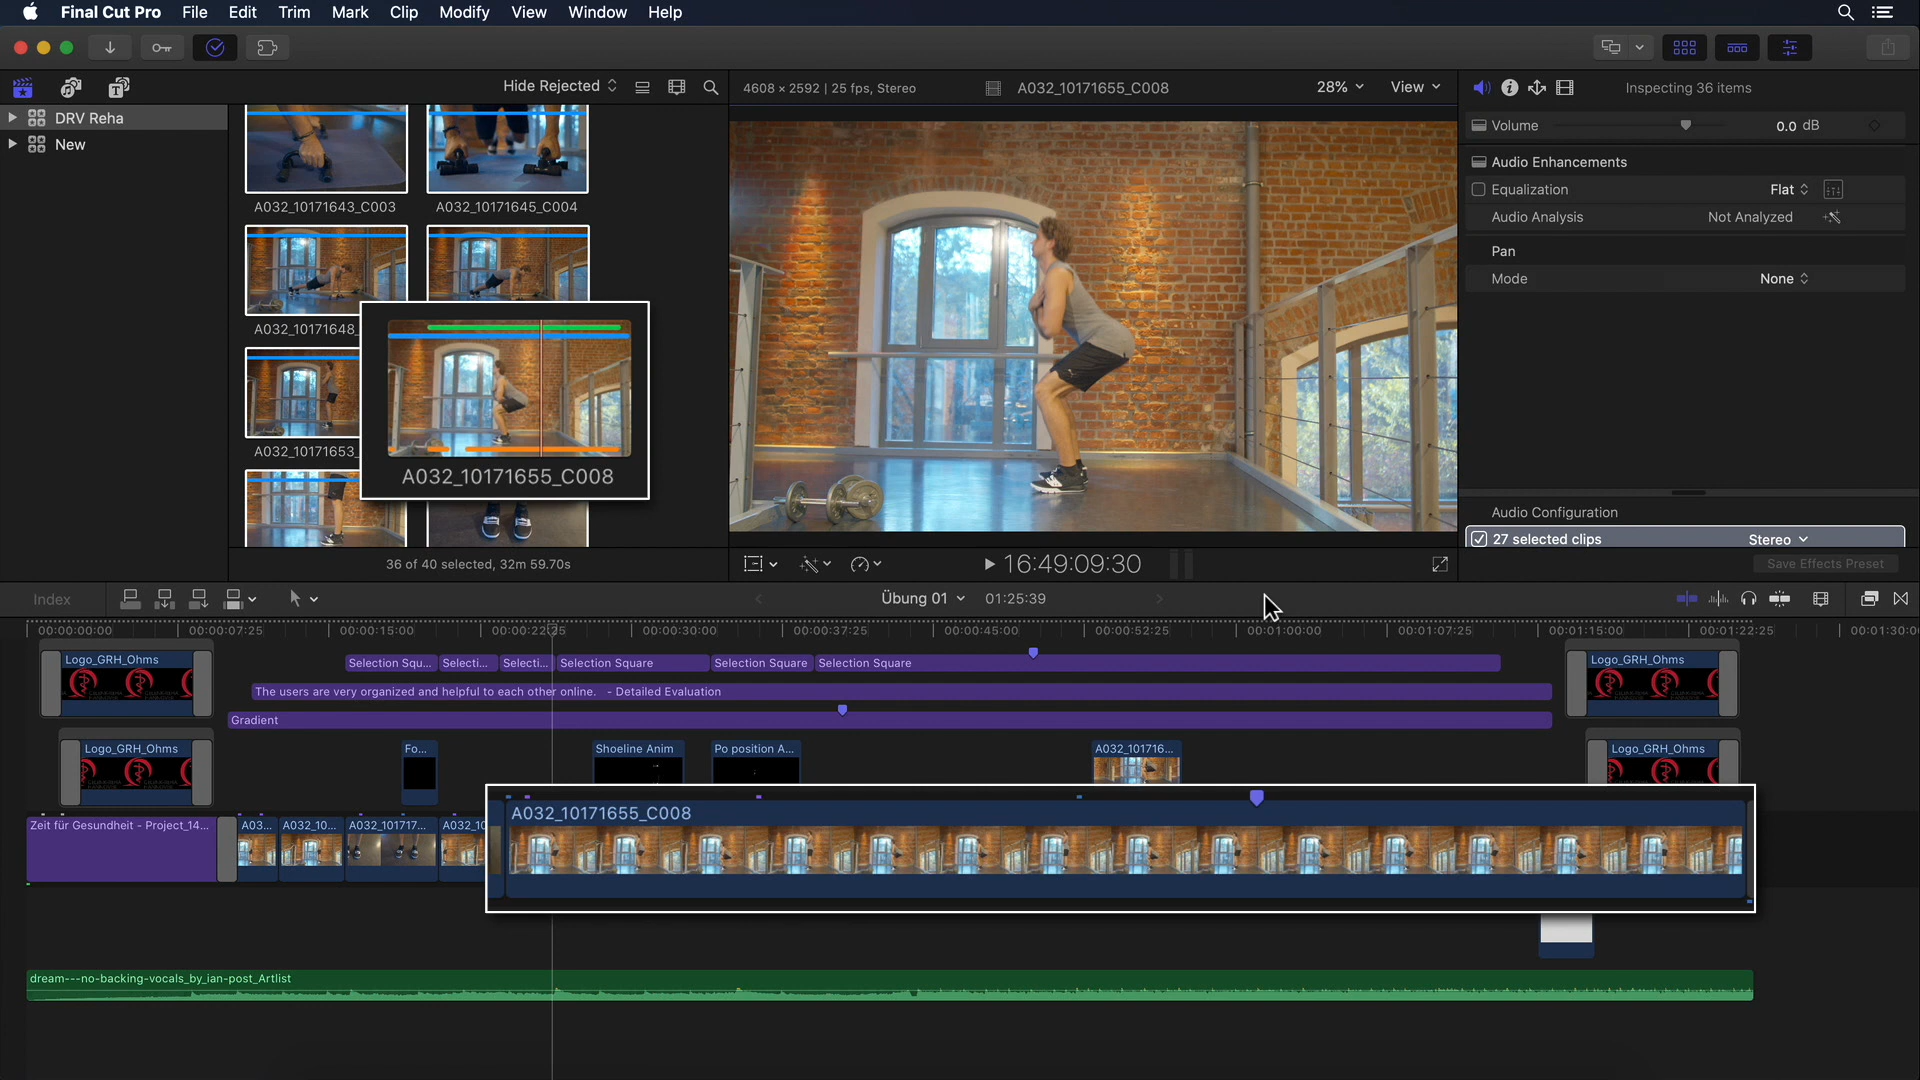 Final Cut Pro File Edit Trim Mark Clip Modify View Window Help
Hide Rejected
4608 × 2592 | 25 fps, Stereo
A032_10171655_C008
28%
View
Inspecting 36 items
DRV Reha
New
A032_10171643_C003
A032_10171645_C004
A032_10171648_
A032_10171653_
A032_10171655_C008
36 of 40 selected, 32m 59.70s
16:49:09:30
Volume
0.0 dB
Audio Enhancements
Equalization
Flat
Audio Analysis
Not Analyzed
Pan
Mode
None
Audio Configuration
27 selected clips
Stereo
Save Effects Preset
Index
Übung 01
01:25:39
00:00:00:00
00:00:07:25
00:00:15:00
00:00:22:25
00:00:30:00
00:00:37:25
00:00:45:00
00:00:52:25
00:01:00:00
00:01:07:25
00:01:15:00
00:01:22:25
00:01:30:0
Logo_GRH_Ohms
Selection Squ...
Selecti...
Selecti...
Selection Square
Selection Square
Selection Square
Logo_GRH_Ohms
The users are very organized and helpful to each other online. - Detailed Evaluation
Gradient
Logo_GRH_Ohms
Fo...
Shoeline Anim
Po position A...
A032_101716...
Logo_GRH_Ohms
Zeit für Gesundheit - Project_14...
A03...
A032_10...
A032_101717...
A032_10
A032_10171655_C008
dream---no-backing-vocals_by_ian-post_Artlist